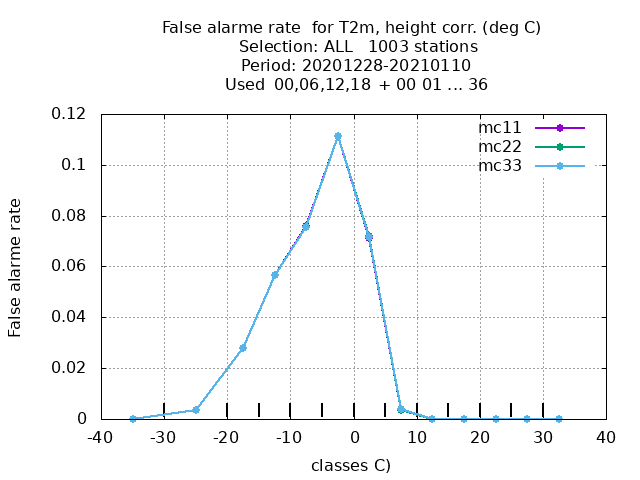 False alarme rate  for T2m, height corr. (deg C)
Selection: ALL   1003 stations
Period: 20201228-20210110
Used  00,06,12,18  + 00 01 ... 36
0.12
0.1
0.08
0.06
0.04
0.02
0
False alarme rate
mc11
mc22
mc33
-40
-30
-20
-10
0
10
20
30
40
classes C)